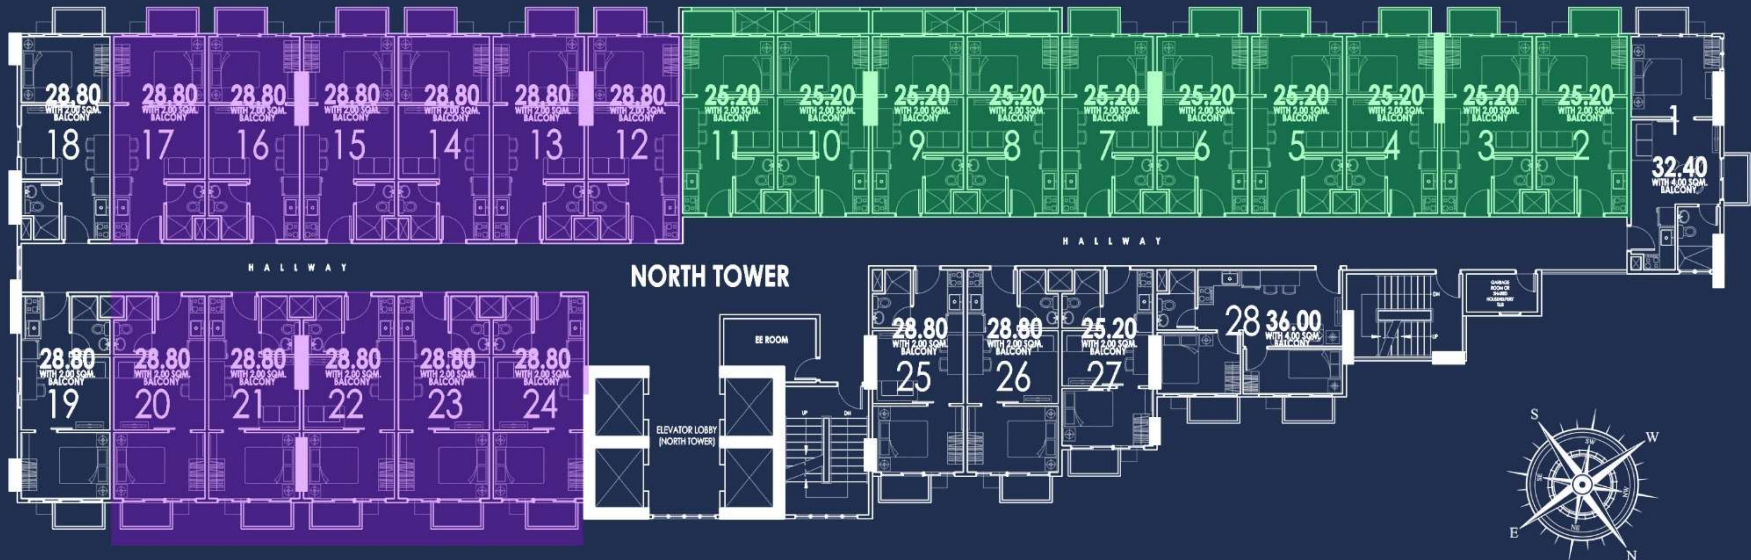 28.80
WITH 2.00 SQM.
BALCONY
18
28.80
WITH 2.00 SQM.
BALCONY
17
28.80
WITH 2.00 SQM.
BALCONY
16
28.80
WITH 2.00 SQM.
BALCONY
15
28.80
WITH 2.00 SQM.
BALCONY
14
28.80
WITH 2.00 SQM.
BALCONY
13
28.80
WITH 2.00 SQM.
BALCONY
12
25.20
WITH 2.00 SQM.
BALCONY
11
25.20
WITH 2.00 SQM.
BALCONY
10
25.20
WITH 2.00 SQM.
BALCONY
9
25.20
WITH 2.00 SQM.
BALCONY
8
25.20
WITH 2.00 SQM.
BALCONY
7
25.20
WITH 2.00 SQM.
BALCONY
6
25.20
WITH 2.00 SQM.
BALCONY
5
25.20
WITH 2.00 SQM.
BALCONY
4
25.20
WITH 2.00 SQM.
BALCONY
3
25.20
WITH 2.00 SQM.
BALCONY
2
1
32.40
WITH 4.00 SQM.
BALCONY
HALLWAY
HALLWAY
NORTH TOWER
28.80
WITH 2.00 SQM.
BALCONY
19
28.80
WITH 2.00 SQM.
BALCONY
20
28.80
WITH 2.00 SQM.
BALCONY
21
28.80
WITH 2.00 SQM.
BALCONY
22
28.80
WITH 2.00 SQM.
BALCONY
23
28.80
WITH 2.00 SQM.
BALCONY
24
ELEVATOR LOBBY
(NORTH TOWER)
EE ROOM
UP
DN
28.80
WITH 2.00 SQM.
BALCONY
25
28.80
WITH 2.00 SQM.
BALCONY
26
25.20
WITH 2.00 SQM.
BALCONY
27
28
36.00
WITH 4.00 SQM.
BALCONY
DN
UP
GARBAGE
ROOM OR
S
SW
W
SE
NW
E
NE
N